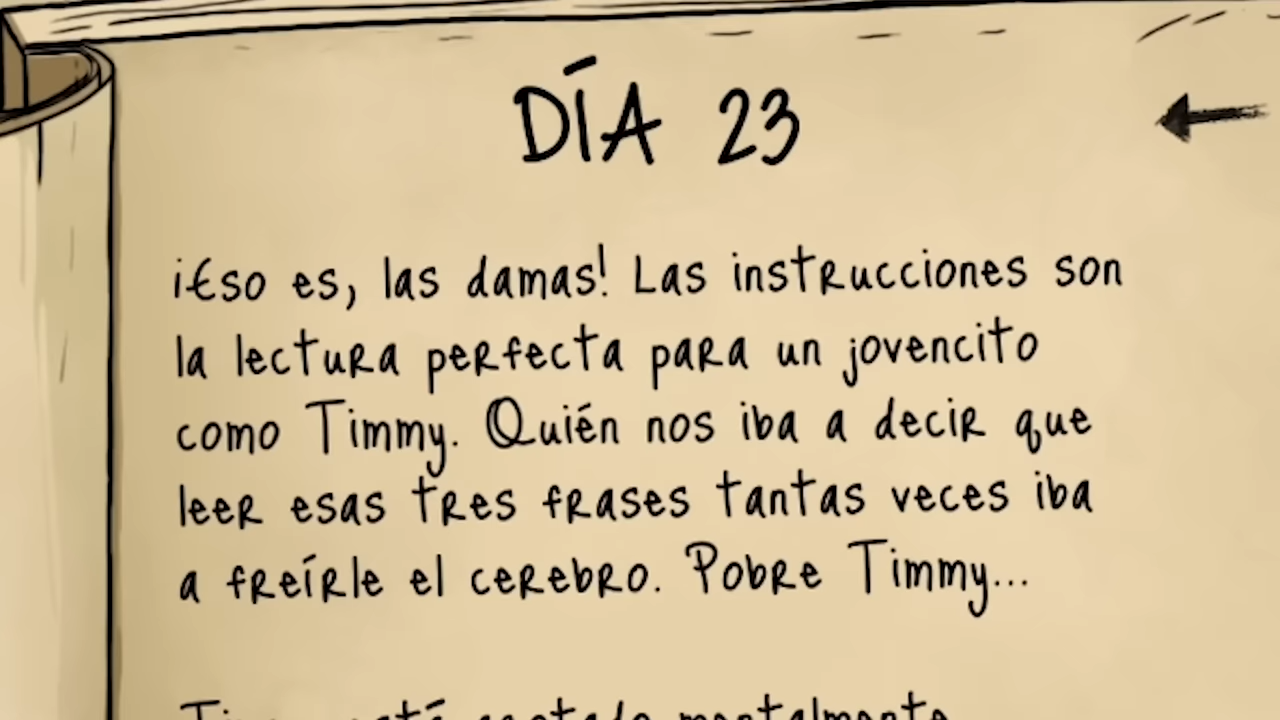 DÍA 23
¡Eso es, las damas! Las instrucciones son
la lectura perfecta para un jovencito
como Timmy. Quién nos iba a decir que
leer esas tres frases tantas veces iba
a freírle el cerebro. Pobre Timmy...
mentalmente